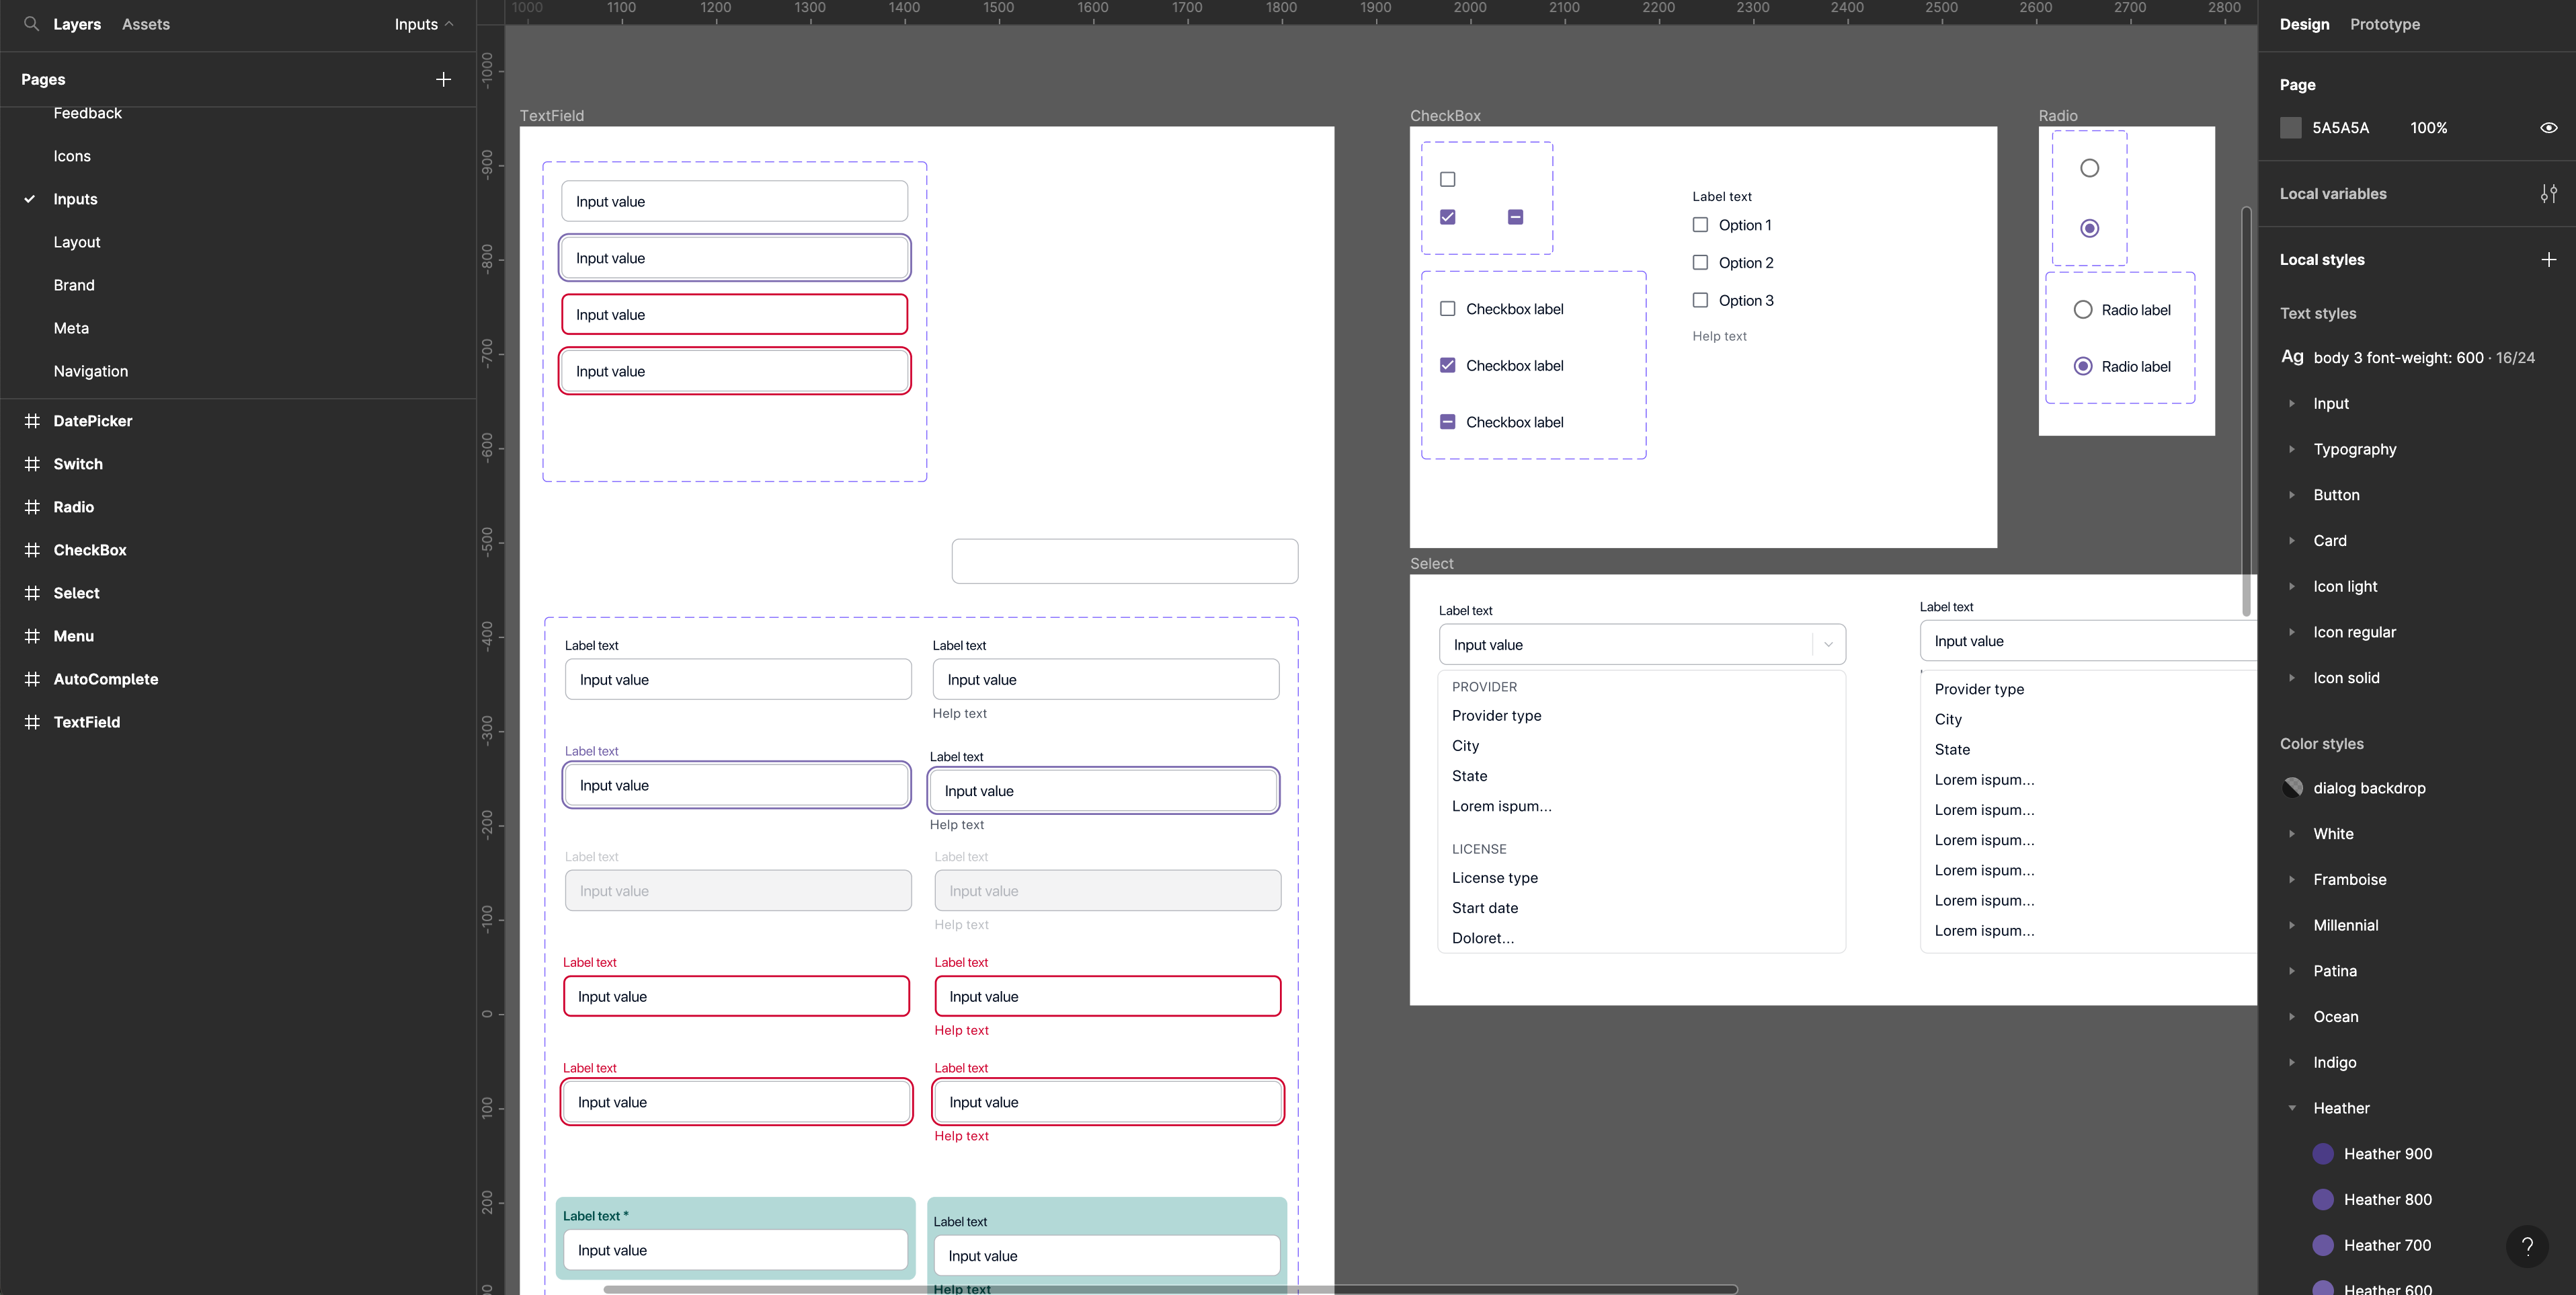 Layers
Assets
Inputs
Pages
Feedback
Icons
Inputs
Layout
Brand
Meta
Navigation
DatePicker
Switch
Radio
CheckBox
Select
Menu
AutoComplete
TextField
1000 1100 1200 1300 1400 1500 1600 1700 1800 1900 2000 2100 2200 2300 2400 2500 2600 2700 2800
-1000
-900
-800
-700
-600
-500
-400
-300
-200
-100
0
100
200
TextField
Input value
Input value
Input value
Input value
Label text
Input value
Label text
Input value
Help text
Label text
Input value
Label text
Input value
Help text
Label text
Input value
Label text
Input value
Help text
Label text
Input value
Label text
Input value
Help text
Label text
Input value
Label text
Input value
Help text
Label text *
Input value
Label text
Input value
Help text
CheckBox
Checkbox label
Checkbox label
Checkbox label
Label text
Option 1
Option 2
Option 3
Help text
Radio
Radio label
Radio label
Select
Label text
Input value
PROVIDER
Provider type
City
State
Lorem ispum...
LICENSE
License type
Start date
Doloret...
Label text
Input value
Provider type
City
State
Lorem ispum...
Lorem ispum...
Lorem ispum...
Lorem ispum...
Lorem ispum...
Lorem ispum...
Design
Prototype
Page
5A5A5A 100%
Local variables
Local styles
Text styles
Ag body 3 font-weight: 600 · 16/24
Input
Typography
Button
Card
Icon light
Icon regular
Icon solid
Color styles
dialog backdrop
White
Framboise
Millennial
Patina
Ocean
Indigo
Heather
Heather 900
Heather 800
Heather 700
Heather 600
?